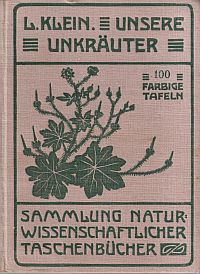 L. KLEIN. UNSERE
UNKRÄUTER
100
FARBIGE
TAFELN
SAMMLUNG NATUR-
WISSENSCHAFTLICHER
TASCHENBÜCHER